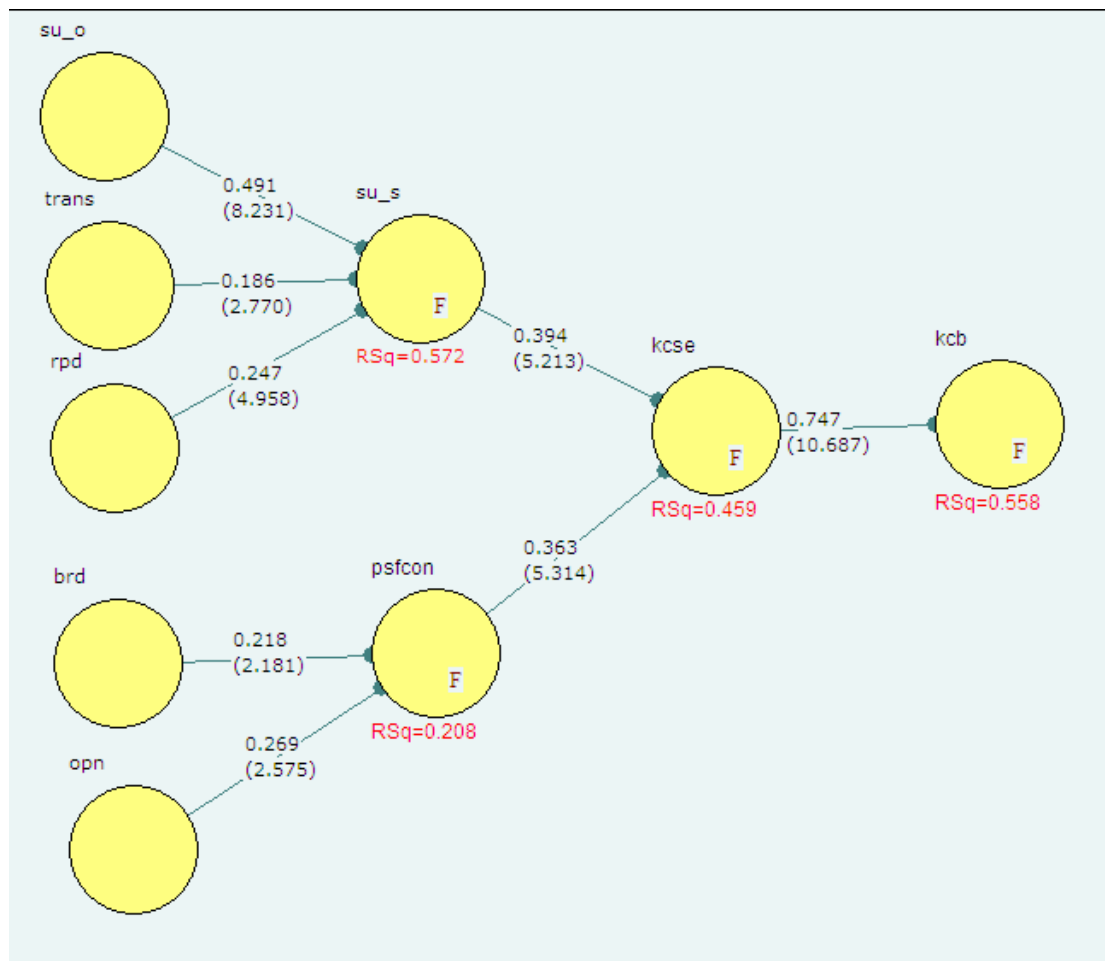 su_o
0.491
(8.231)
trans
su_s
0.186
(2.770)
F
rpd
RSq=0.572
0.247
(4.958)
0.394
(5.213)
kcse
kcb
0.747
(10.687)
F
F
RSq=0.459
RSq=0.558
0.363
(5.314)
brd
psfcon
0.218
(2.181)
F
RSq=0.208
opn
0.269
(2.575)